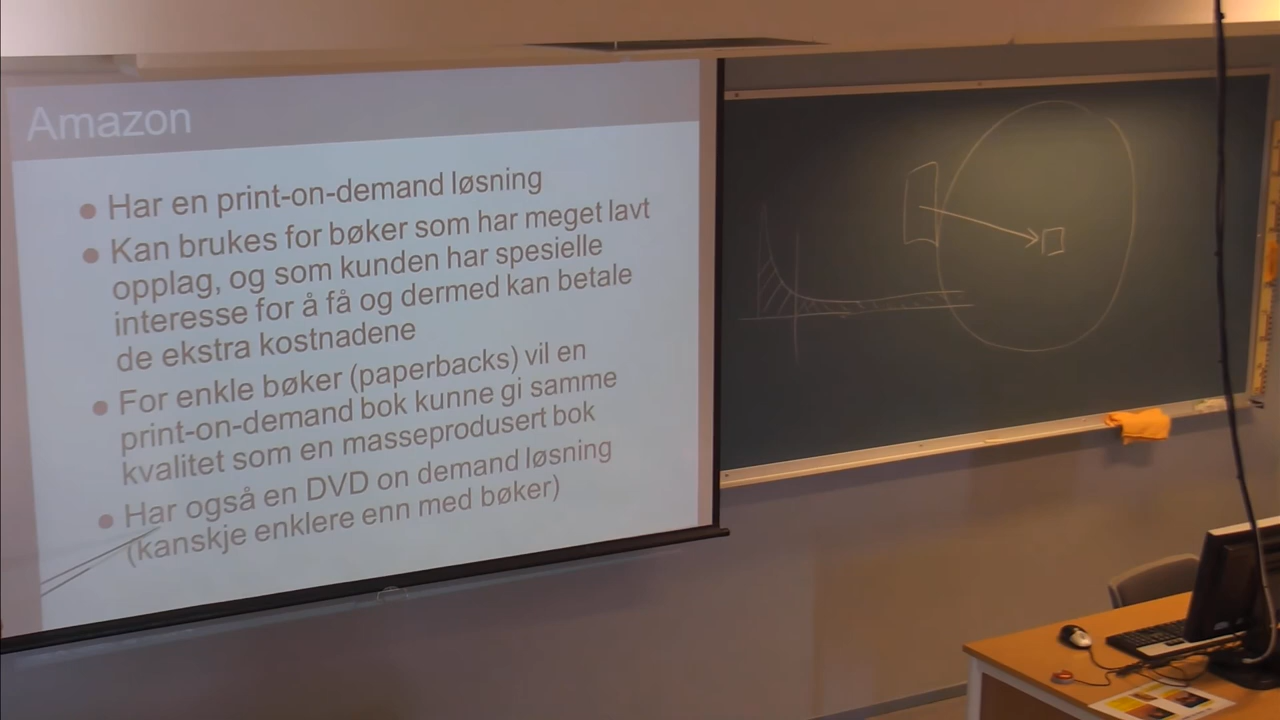 Amazon
Har en print-on-demand løsning
Kan brukes for bøker som har meget lavt
opplag, og som kunden har spesielle
interesse for å få og dermed kan betale
de ekstra kostnadene
For enkle bøker (paperbacks) vil en
print-on-demand bok kunne gi samme
kvalitet som en masseprodusert bok
Har også en DVD on demand løsning
(kanskje enklere enn med bøker)